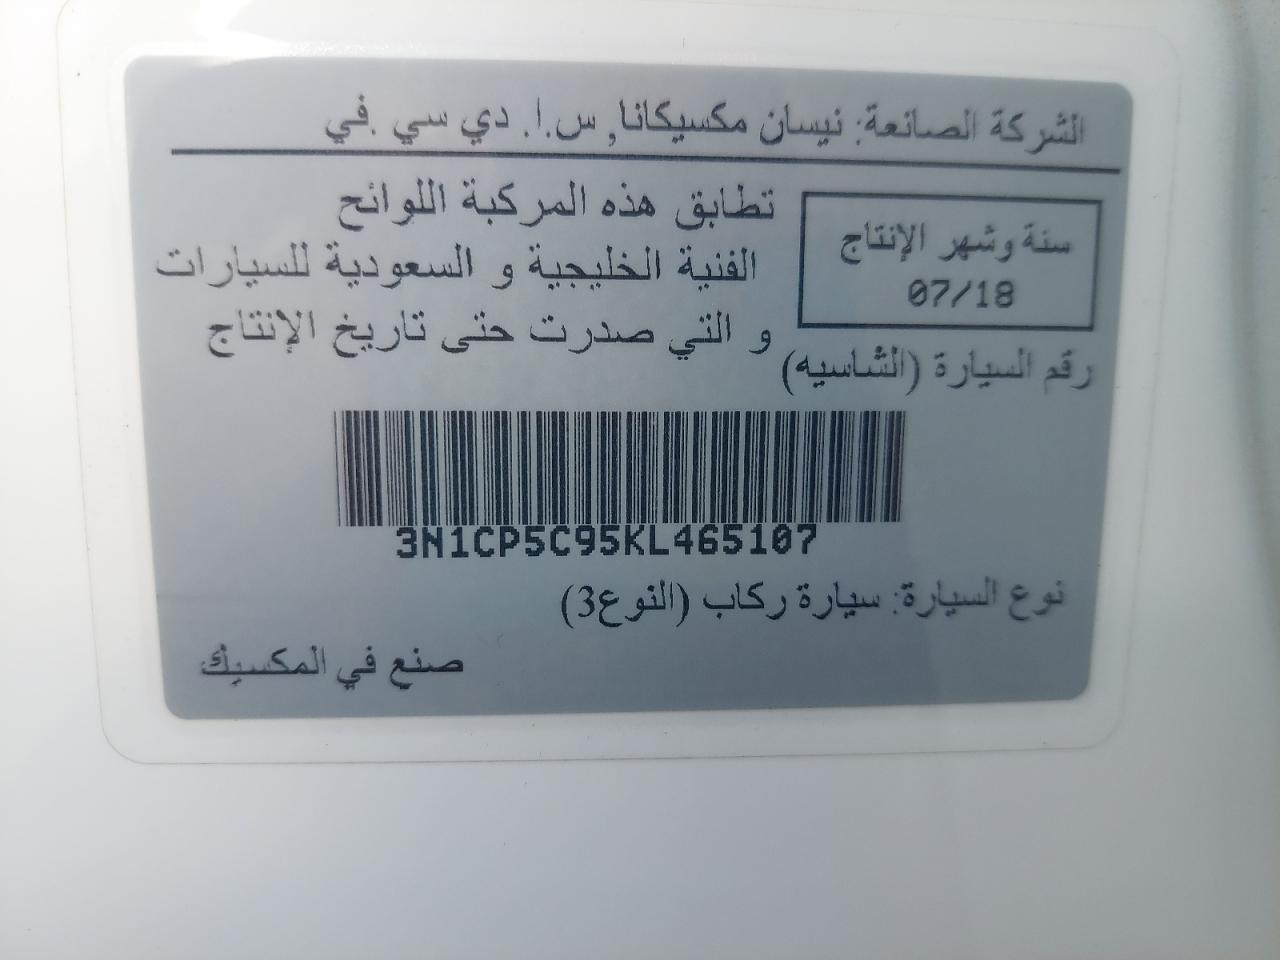 الشركة الصانعة: نيسان مكسيكانا, س.ا. دي سي .في
سنة وشهر الإنتاج
07/18
تطابق هذه المركبة اللوائح
الفنية الخليجية و السعودية للسيارات
و التي صدرت حتى تاريخ الإنتاج
رقم السيارة (الشاسيه)
3N1CP5C95KL465107
نوع السيارة: سيارة ركاب (النوع3)
صنع في المكسيك